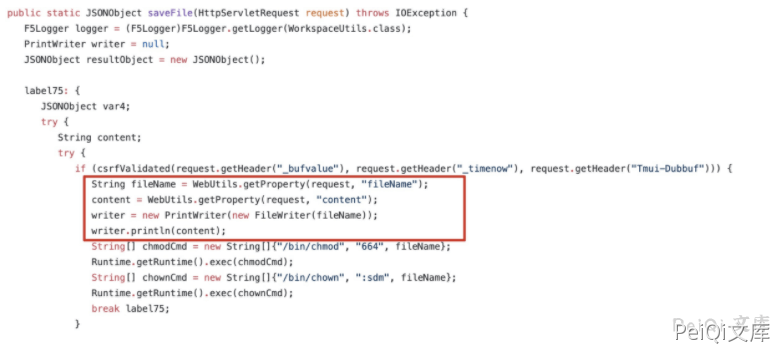 public static JSONObject saveFile(HttpServletRequest request) throws IOException {
F5Logger logger = (F5Logger)F5Logger.getLogger(WorkspaceUtils.class);
PrintWriter writer = null;
JSONObject resultObject = new JSONObject();
label75: {
JSONObject var4;
try {
String content;
try {
if (csrfValidated(request.getHeader("_bufvalue"), request.getHeader("_timenow"), request.getHeader("Tmui-Dubbuf"))) {
String fileName = WebUtils.getProperty(request, "fileName");
content = WebUtils.getProperty(request, "content");
writer = new PrintWriter(new FileWriter(fileName));
writer.println(content);
String[] chmodCmd = new String[]{"/bin/chmod", "664", fileName};
Runtime.getRuntime().exec(chmodCmd);
String[] chownCmd = new String[]{"/bin/chown", ":sdm", fileName};
Runtime.getRuntime().exec(chownCmd);
break label75;
}
PeiQi 文库
PeiQi文库